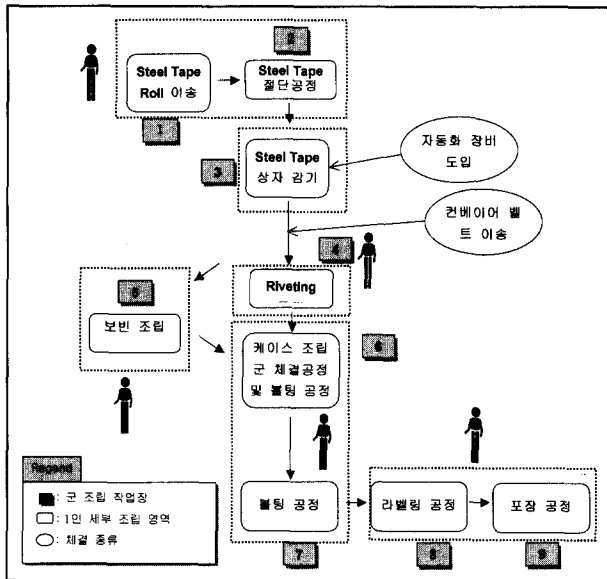 2
Steel Tape
Roll 이송
Steel Tape
절단공정
1
3
Steel Tape
상자 감기
자동화 장비
도입
컨베이어 벨
트 이송
4
Riveting
5
보빈 조립
6
케이스 조립
군 체결공정
및 볼팅 공정
볼팅 공정
라벨링 공정
포장 공정
7
8
9
Regend
: 군 조립 작업장
: 1인 세부 조립 영역
: 체결 종류